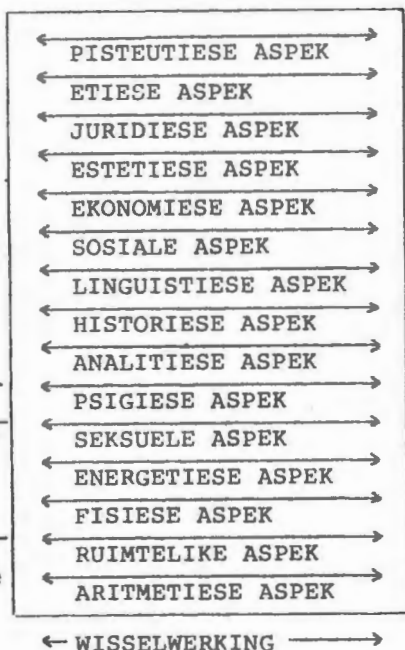 PISTEUTIESE ASPEK
ETIESE ASPEK
JURIDIESE ASPEK
ESTETIESE ASPEK
EKONOMIESE ASPEK
SOSIALE ASPEK
LINGUISTIESE ASPEK
HISTORIESE ASPEK
ANALITIESE ASPEK
PSIGIESE ASPEK
SEKSUELE ASPEK
ENERGETIESE ASPEK
FISIESE ASPEK
RUIMTELIKE ASPEK
ARITMETIESE ASPEK
WISSELWERKING